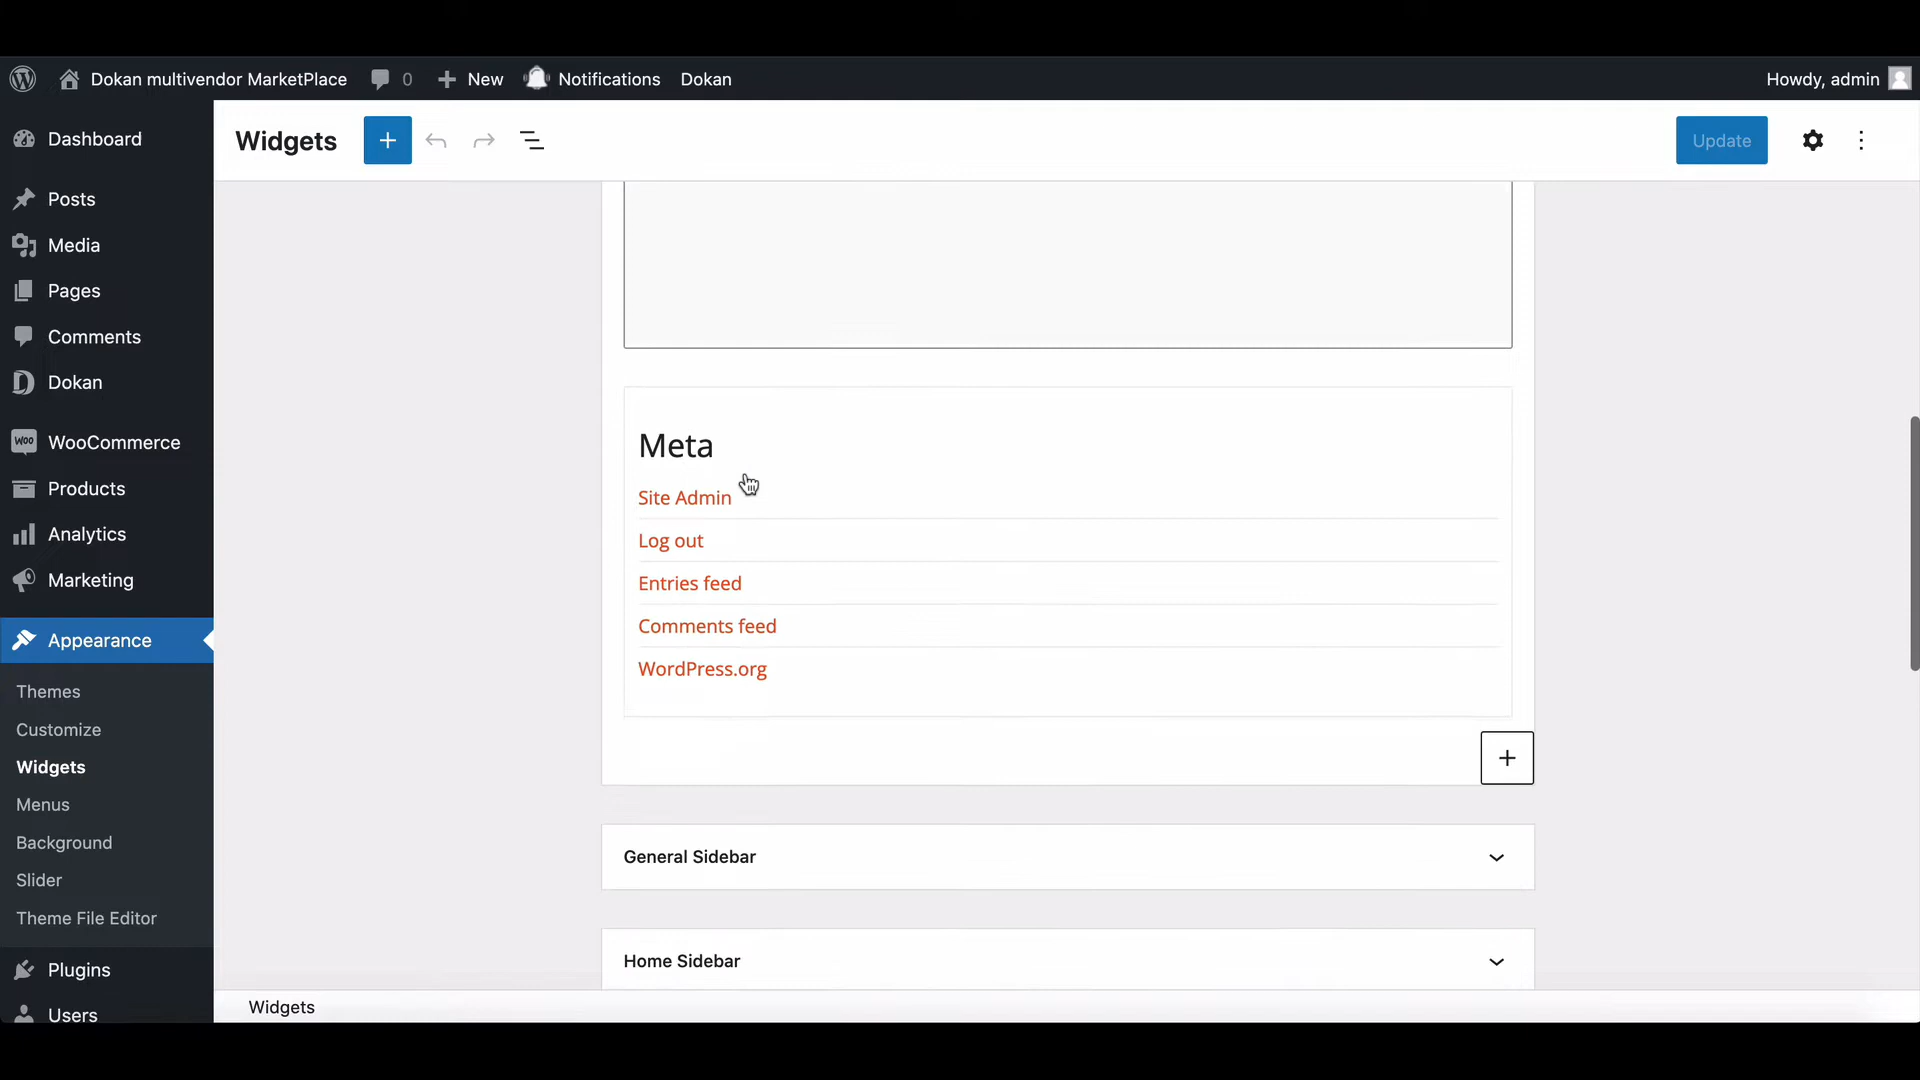 Dokan multivendor MarketPlace 0 New Notifications Dokan Howdy, admin
Dashboard
Posts
Media
Pages
Comments
Dokan
Woo WooCommerce
Products
Analytics
Marketing
Appearance
Themes
Customize
Widgets
Menus
Background
Slider
Theme File Editor
Plugins
Users
Widgets
Update
Meta
Site Admin
Log out
Entries feed
Comments feed
WordPress.org
General Sidebar
Home Sidebar
Widgets